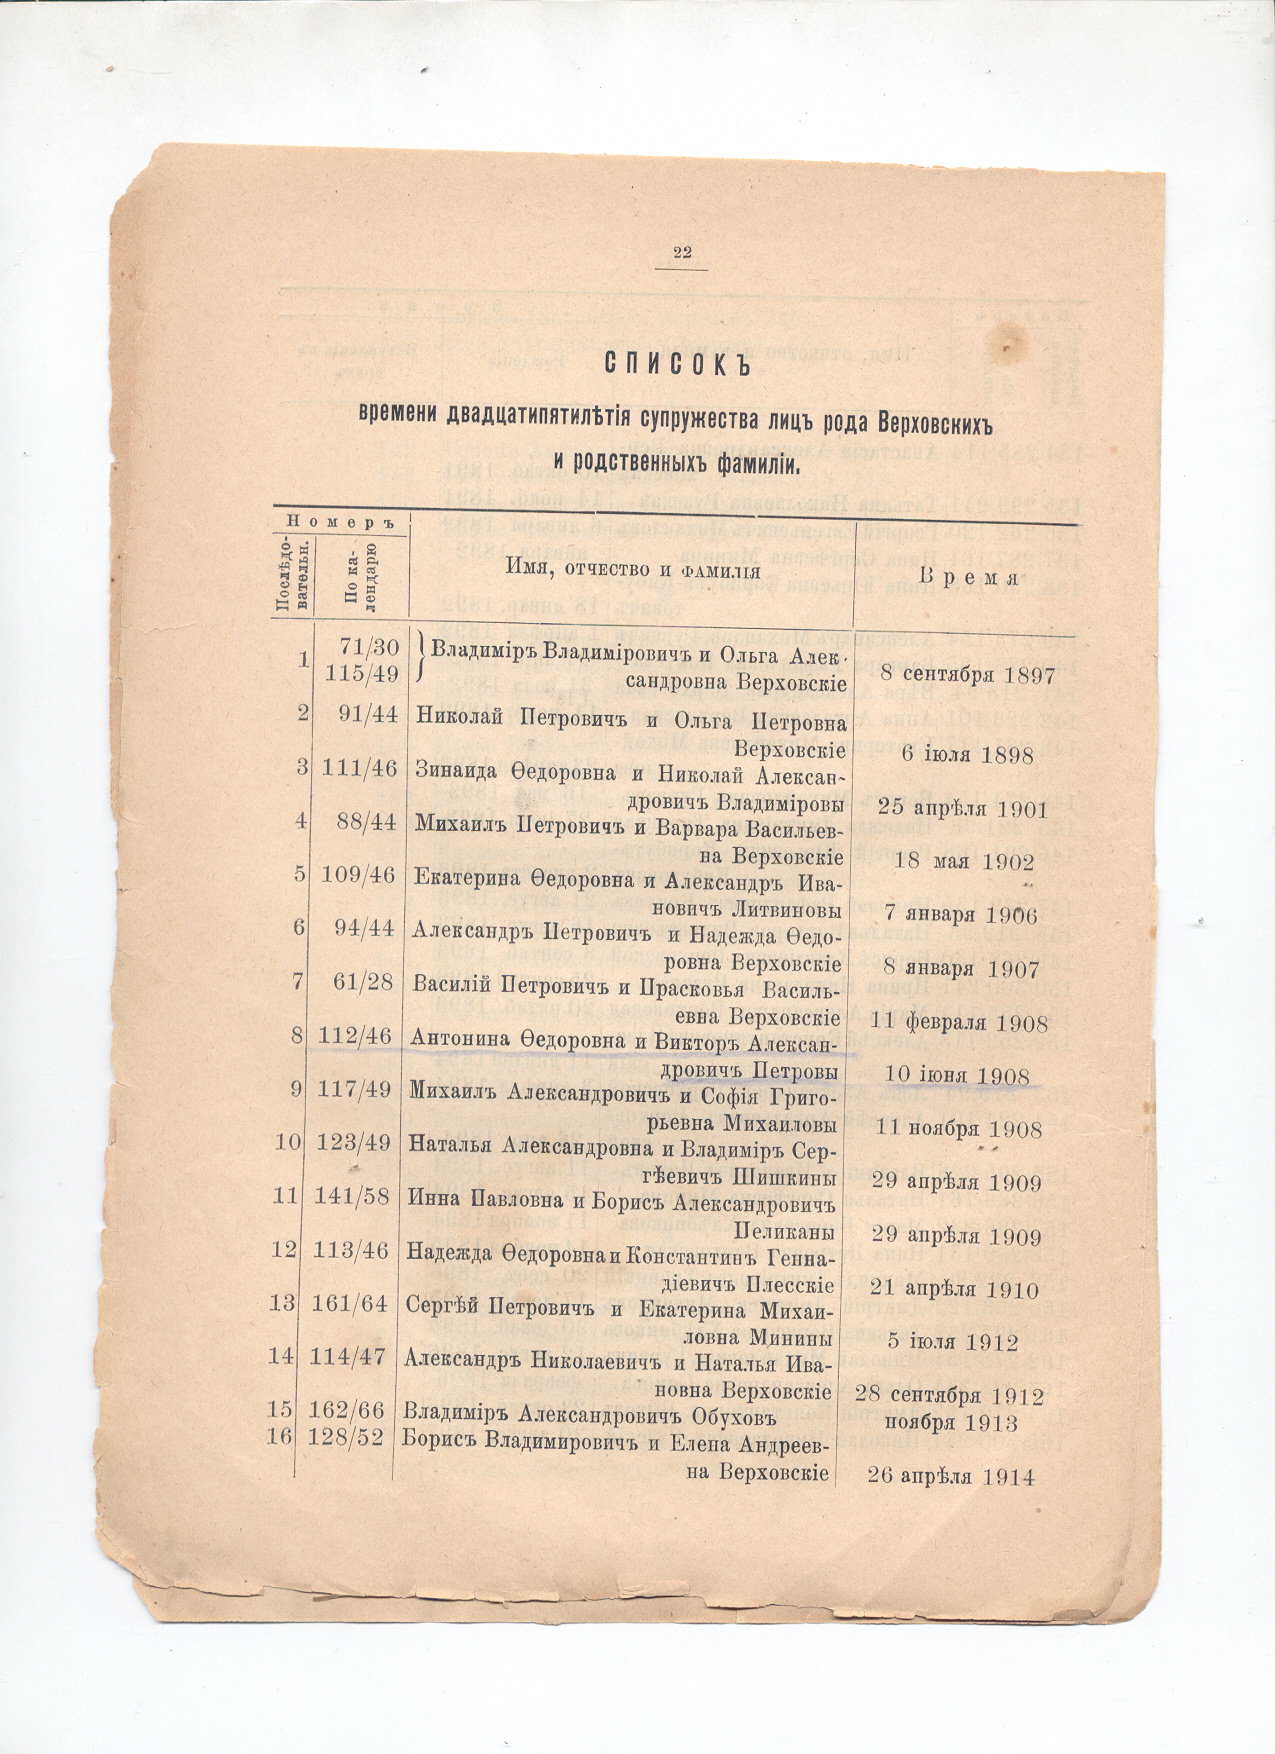 22
СПИСОКЪ
времени двадцатипятилѣтія супружества лицъ рода Верховскихъ
и родственныхъ фамиліи.
Номеръ
Послѣдо-
вательн.
По ка-
лендарю
Имя, отчество и фамилія
Время
1 71/30 Владиміръ Владиміровичъ и Ольга Алек-
115/49 сандровна Верховскіе 8 сентября 1897
2 91/44 Николай Петровичъ и Ольга Петровна
Верховскіе 6 іюля 1898
3 111/46 Зинаида Ѳедоровна и Николай Алексан-
дровичъ Владиміровы 25 апрѣля 1901
4 88/44 Михаилъ Петровичъ и Варвара Васильев-
на Верховскіе 18 мая 1902
5 109/46 Екатерина Ѳедоровна и Александръ Ива-
новичъ Литвиновы 7 января 1906
6 94/44 Александръ Петровичъ и Надежда Ѳедо-
ровна Верховскіе 8 января 1907
7 61/28 Василій Петровичъ и Прасковья Василь-
евна Верховскіе 11 февраля 1908
8 112/46 Антонина Ѳедоровна и Викторъ Алексан-
дровичъ Петровы 10 іюня 1908
9 117/49 Михаилъ Александровичъ и Софія Григо-
рьевна Михаиловы 11 ноября 1908
10 123/49 Наталья Александровна и Владиміръ Сер-
гѣевичъ Шишкины 29 апрѣля 1909
11 141/58 Инна Павловна и Борисъ Александровичъ
Пеликаны 29 апрѣля 1909
12 113/46 Надежда Ѳедоровна и Константинъ Генна-
діевичъ Плесскіе 21 апрѣля 1910
13 161/64 Сергѣй Петровичъ и Екатерина Михаи-
ловна Минины 5 іюля 1912
14 114/47 Александръ Николаевичъ и Наталья Ива-
новна Верховскіе 28 сентября 1912
15 162/66 Владиміръ Александровичъ Обуховъ ноября 1913
16 128/52 Борисъ Владимировичъ и Елена Андреев-
на Верховскіе 26 апрѣля 1914